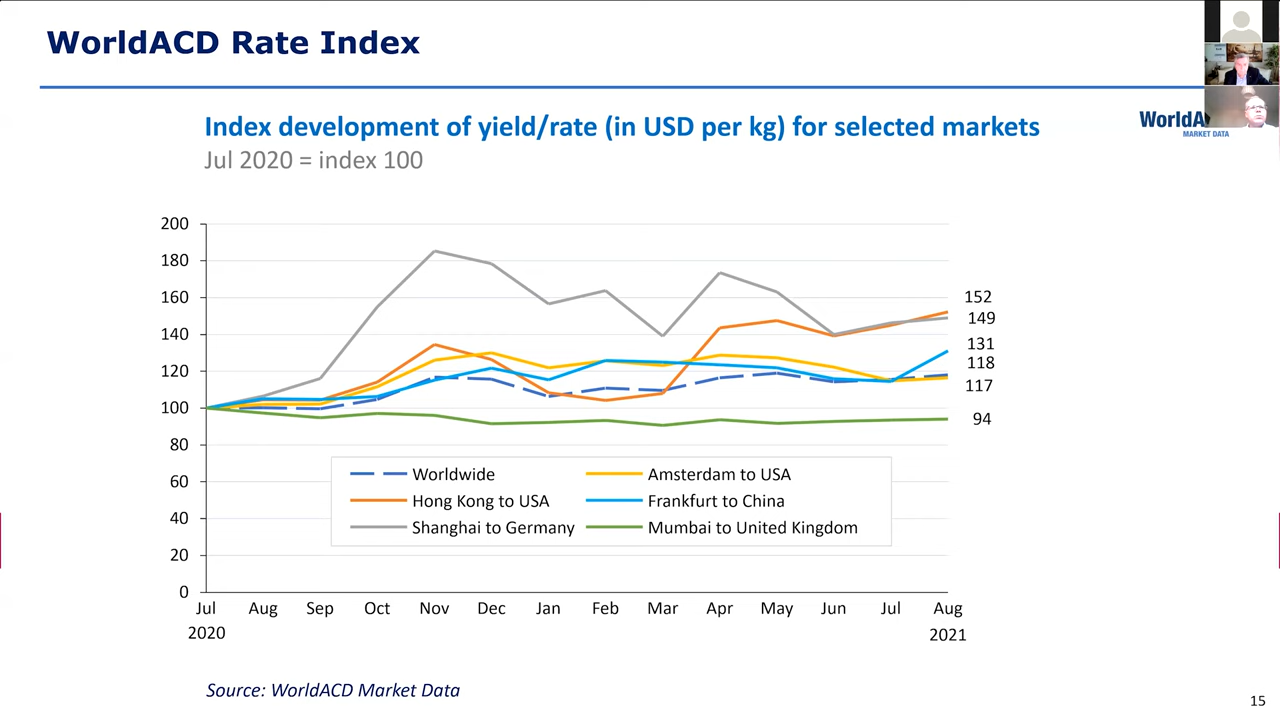 WorldACD Rate Index
Index development of yield/rate (in USD per kg) for selected markets
Jul 2020 = index 100
WorldA
MARKET DATA
200
180
160
140
120
100
80
60
40
20
0
152
149
131
118
117
94
Worldwide
Amsterdam to USA
Hong Kong to USA
Frankfurt to China
Shanghai to Germany
Mumbai to United Kingdom
Jul Aug Sep Oct Nov Dec Jan Feb Mar Apr May Jun Jul Aug
2020 2021
Source: WorldACD Market Data
15